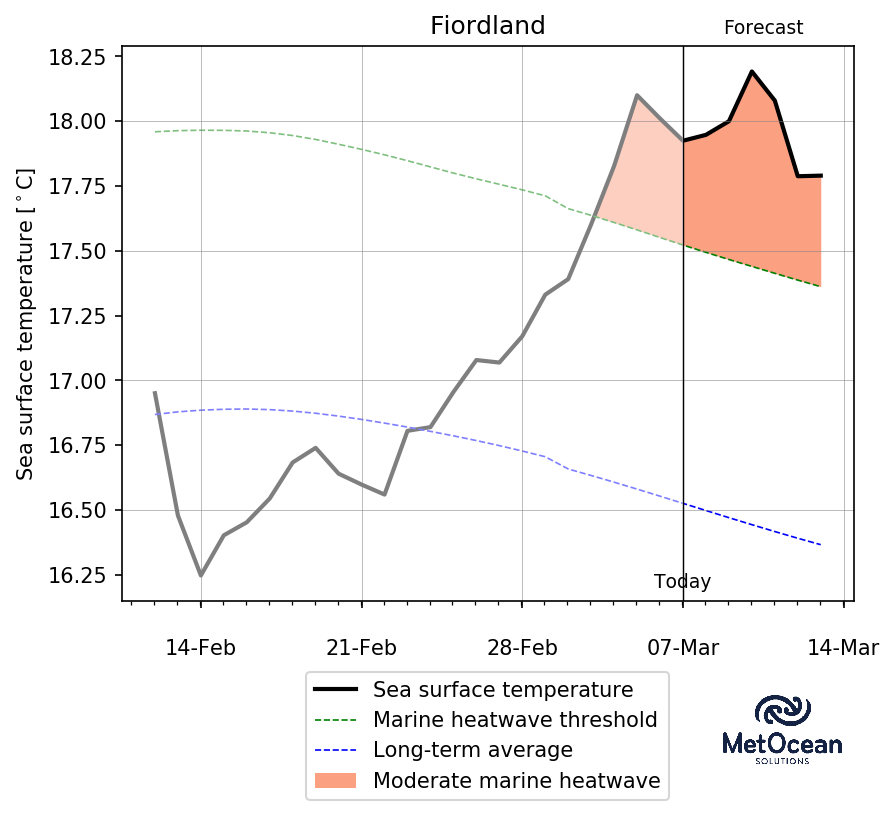 Fiordland
Forecast
18.25
18.00
17.75
17.50
17.25
17.00
16.75
16.50
16.25
Sea surface temperature [°C]
Today
14-Feb 21-Feb 28-Feb 07-Mar 14-Mar
Sea surface temperature
Marine heatwave threshold
Long-term average
Moderate marine heatwave
MetOcean
SOLUTIONS